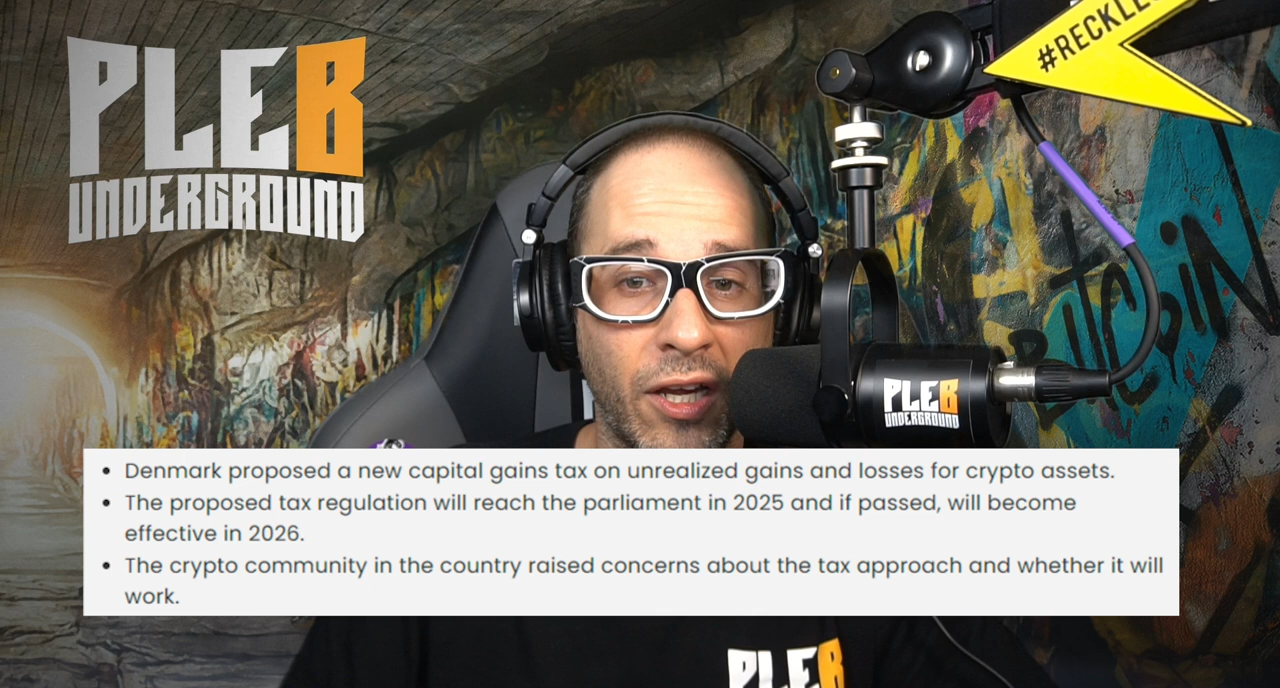 PLEB
UNDERGROUND
#RECKLES
BITCOIN
PLEB
UNDERGROUND
• Denmark proposed a new capital gains tax on unrealized gains and losses for crypto assets.
• The proposed tax regulation will reach the parliament in 2025 and if passed, will become
effective in 2026.
• The crypto community in the country raised concerns about the tax approach and whether it will
work.
PLEB